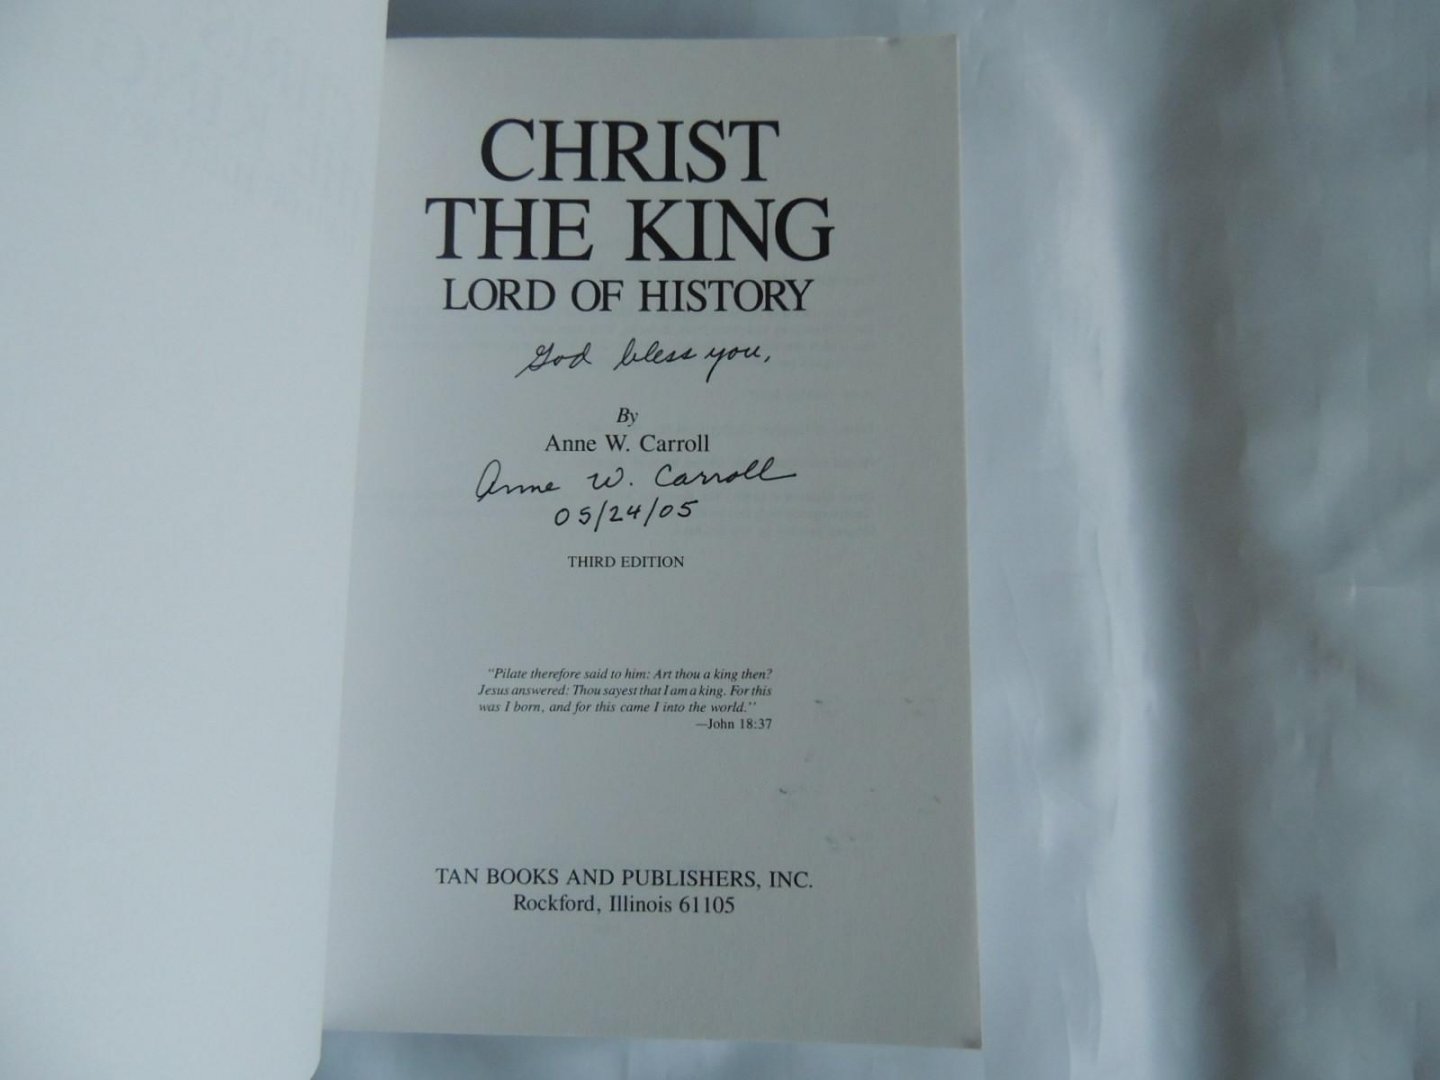 CHRIST
THE KING
LORD OF HISTORY
God bless you,
By
Anne W. Carroll
Anne W. Carroll
05/24/05
THIRD EDITION
"Pilate therefore said to him: Art thou a king then?
Jesus answered: Thou sayest that I am a king. For this
was I born, and for this came I into the world."
—John 18:37
TAN BOOKS AND PUBLISHERS, INC.
Rockford, Illinois 61105